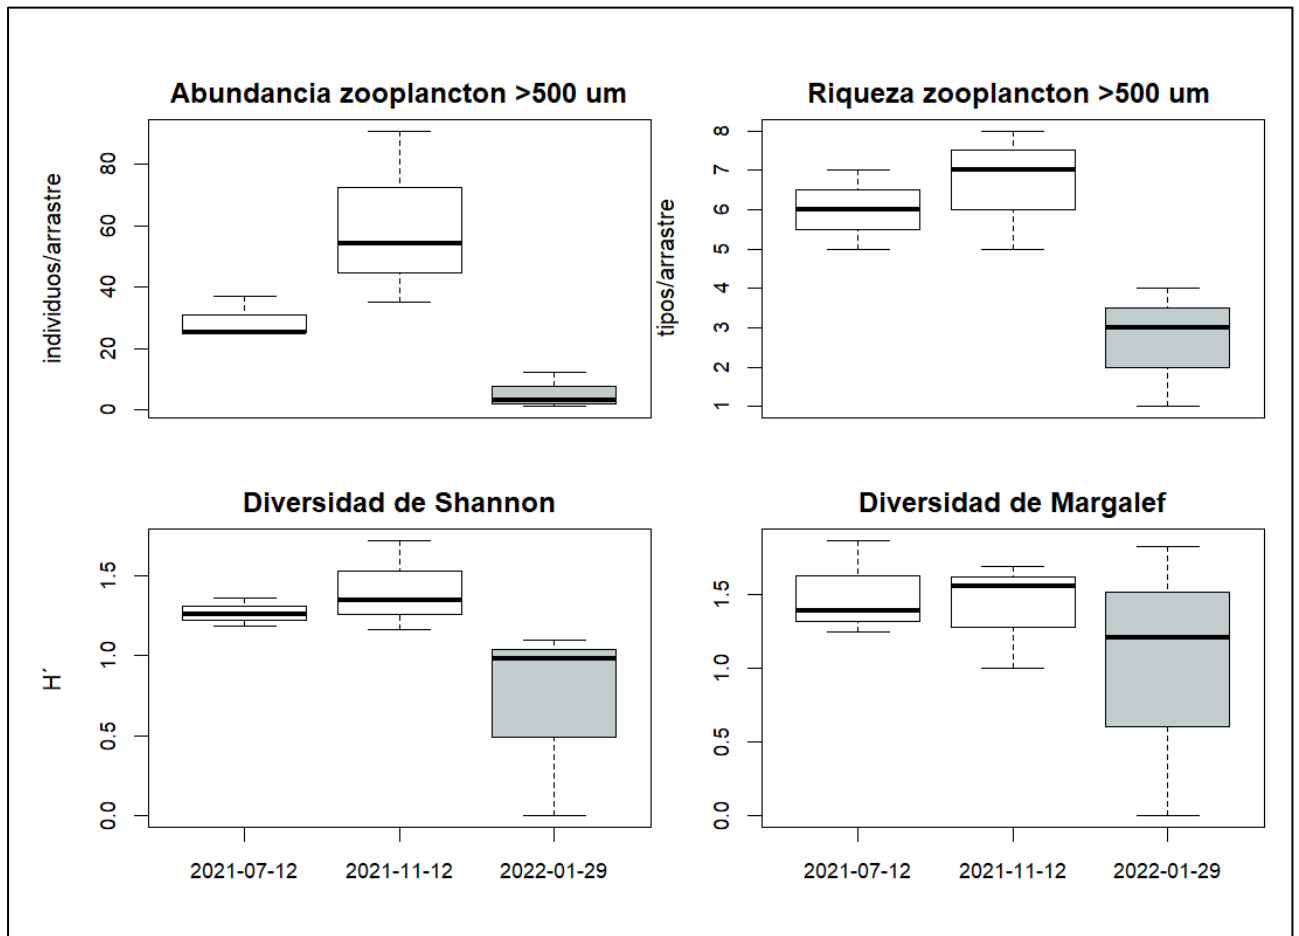 Abundancia zooplancton >500 um
individuos/arrastre
80
60
40
20
0
Riqueza zooplancton >500 um
tipos/arrastre
8
7
6
5
4
3
2
1
Diversidad de Shannon
H´
1.5
1.0
0.5
0.0
2021-07-12 2021-11-12 2022-01-29
Diversidad de Margalef
1.5
1.0
0.5
0.0
2021-07-12 2021-11-12 2022-01-29